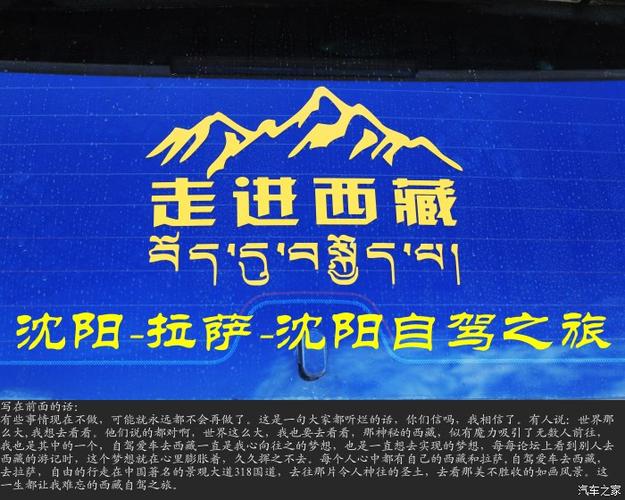 走进西藏
བོད་དུ་བསྐྱོད་པ།
沈阳-拉萨-沈阳自驾之旅
写在前面的话:
有些事情现在不做，可能就永远都不会再做了。这是一句大家都听烂的话，你们信吗，我相信了。有人说：世界那
么大，我想去看看。他们说的都对啊，世界这么大，我也要去看看，那神秘的西藏，似有魔力吸引了无数人前往，
我也是其中的一个，自驾爱车去西藏一直是我心向往之的梦想，也是一直想去实现的梦想，每每论坛上看到别人去
西藏的游记时，这个梦想就在心里膨胀着，久久挥之不去。每个人心中都有自己的西藏和拉萨，自驾爱车去西藏，
去拉萨，自由的行走在中国著名的景观大道318国道，去往那片令人神往的圣土，去看那美不胜收的如画风景。这
一生都让我难忘的西藏自驾之旅．
汽车之家